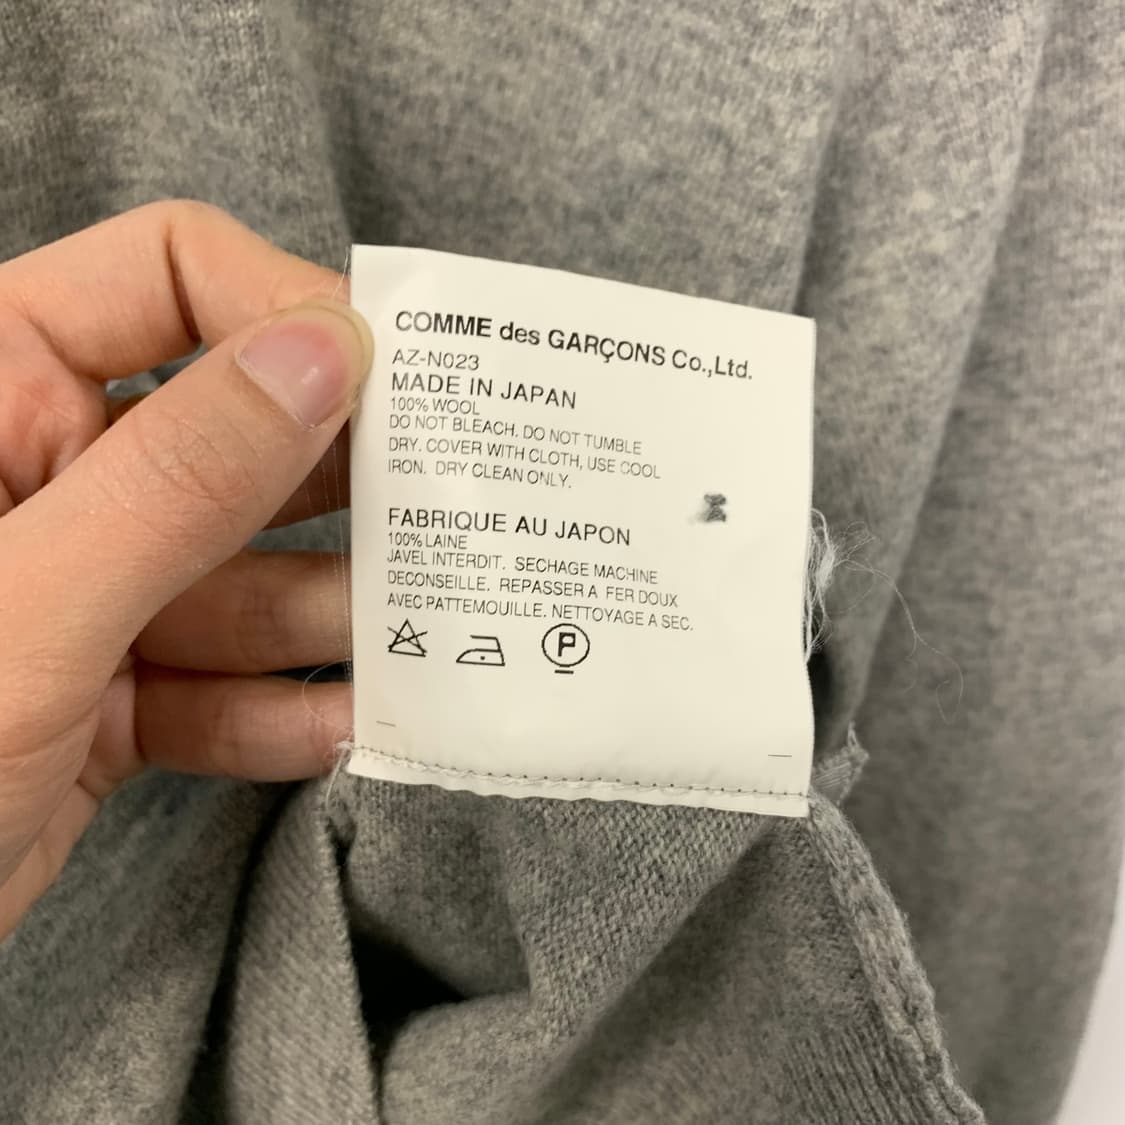 COMME des GARÇONS Co.,Ltd.
AZ-N023
MADE IN JAPAN
100% WOOL
DO NOT BLEACH. DO NOT TUMBLE
DRY. COVER WITH CLOTH, USE COOL
IRON. DRY CLEAN ONLY.
FABRIQUE AU JAPON
100% LAINE
JAVEL INTERDIT. SECHAGE MACHINE
DECONSEILLE. REPASSER A FER DOUX
AVEC PATTEMOUILLE. NETTOYAGE A SEC.
P